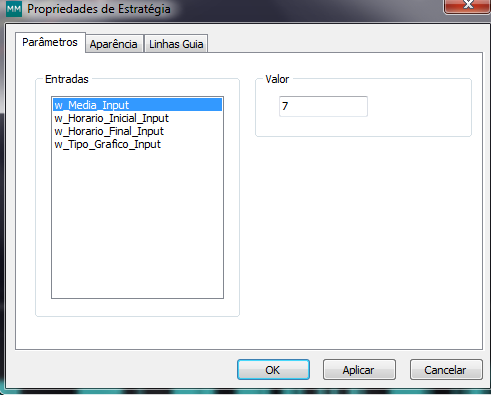 MM Propriedades de Estratégia
Parâmetros Aparência Linhas Guia
Entradas
w_Media_Input
w_Horario_Inicial_Input
w_Horario_Final_Input
w_Tipo_Grafico_Input
Valor
7
OK Aplicar Cancelar